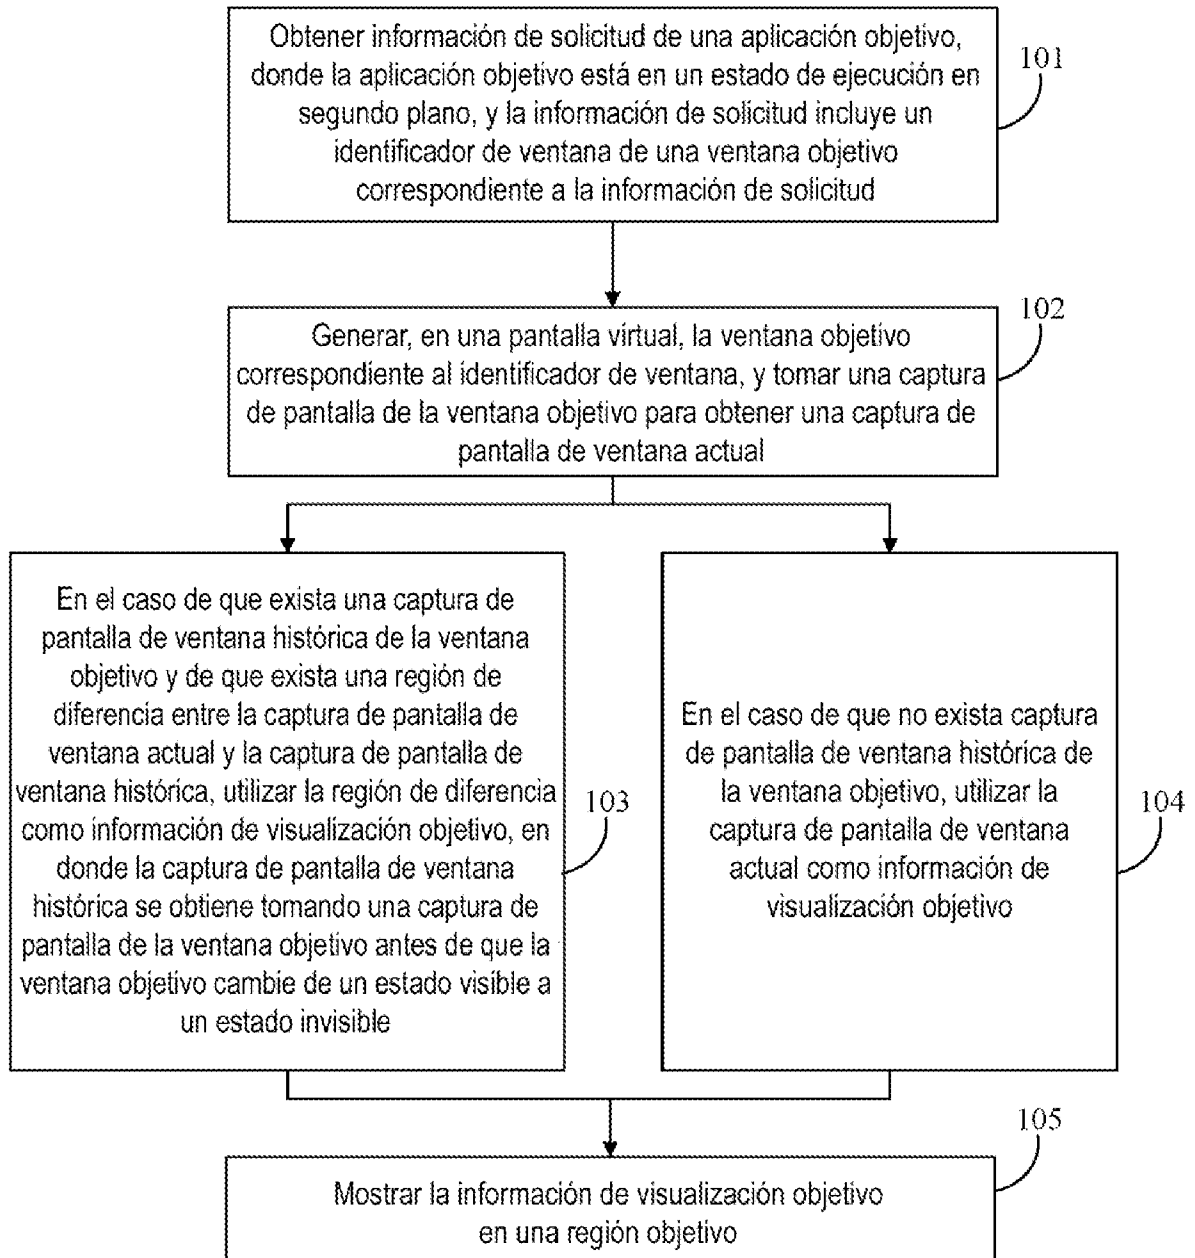 Obtener información de solicitud de una aplicación objetivo,
donde la aplicación objetivo está en un estado de ejecución en
segundo plano, y la información de solicitud incluye un
identificador de ventana de una ventana objetivo
correspondiente a la información de solicitud
101
Generar, en una pantalla virtual, la ventana objetivo
correspondiente al identificador de ventana, y tomar una captura
de pantalla de la ventana objetivo para obtener una captura de
pantalla de ventana actual
102
En el caso de que exista una captura de
pantalla de ventana histórica de la ventana
objetivo y de que exista una región de
diferencia entre la captura de pantalla de
ventana actual y la captura de pantalla de
ventana histórica, utilizar la región de diferencia
como información de visualización objetivo, en
donde la captura de pantalla de ventana
histórica se obtiene tomando una captura de
pantalla de la ventana objetivo antes de que la
ventana objetivo cambie de un estado visible a
un estado invisible
103
En el caso de que no exista captura
de pantalla de ventana histórica de
la ventana objetivo, utilizar la
captura de pantalla de ventana
actual como información de
visualización objetivo
104
Mostrar la información de visualización objetivo
en una región objetivo
105